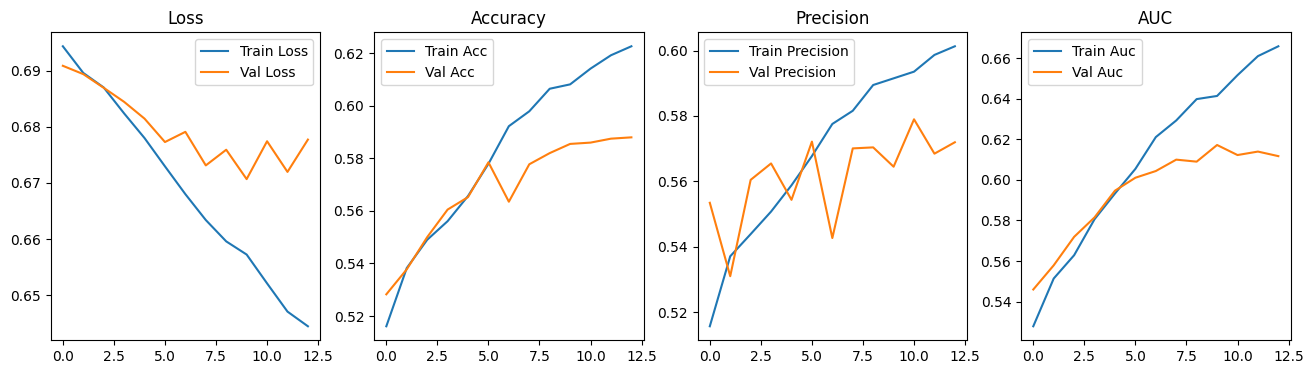 Loss
Train Loss
Val Loss
0.69
0.68
0.67
0.66
0.65
0.0 2.5 5.0 7.5 10.0 12.5
Accuracy
Train Acc
Val Acc
0.62
0.60
0.58
0.56
0.54
0.52
0.0 2.5 5.0 7.5 10.0 12.5
Precision
Train Precision
Val Precision
0.60
0.58
0.56
0.54
0.52
0.0 2.5 5.0 7.5 10.0 12.5
AUC
Train Auc
Val Auc
0.66
0.64
0.62
0.60
0.58
0.56
0.54
0.0 2.5 5.0 7.5 10.0 12.5